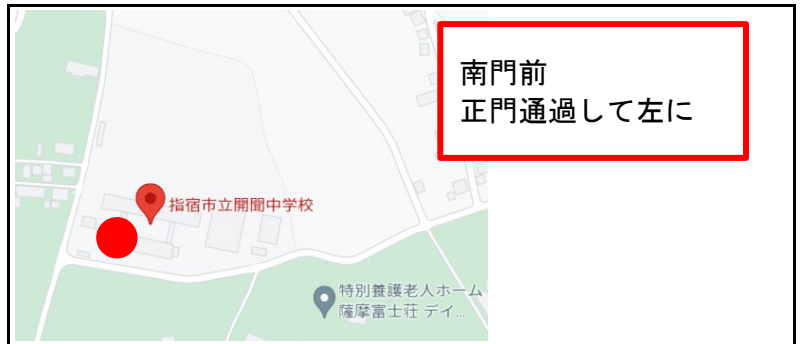 南門前
正門通過して左に
指宿市立開聞中学校
特別養護老人ホーム
薩摩富士荘 デイ...